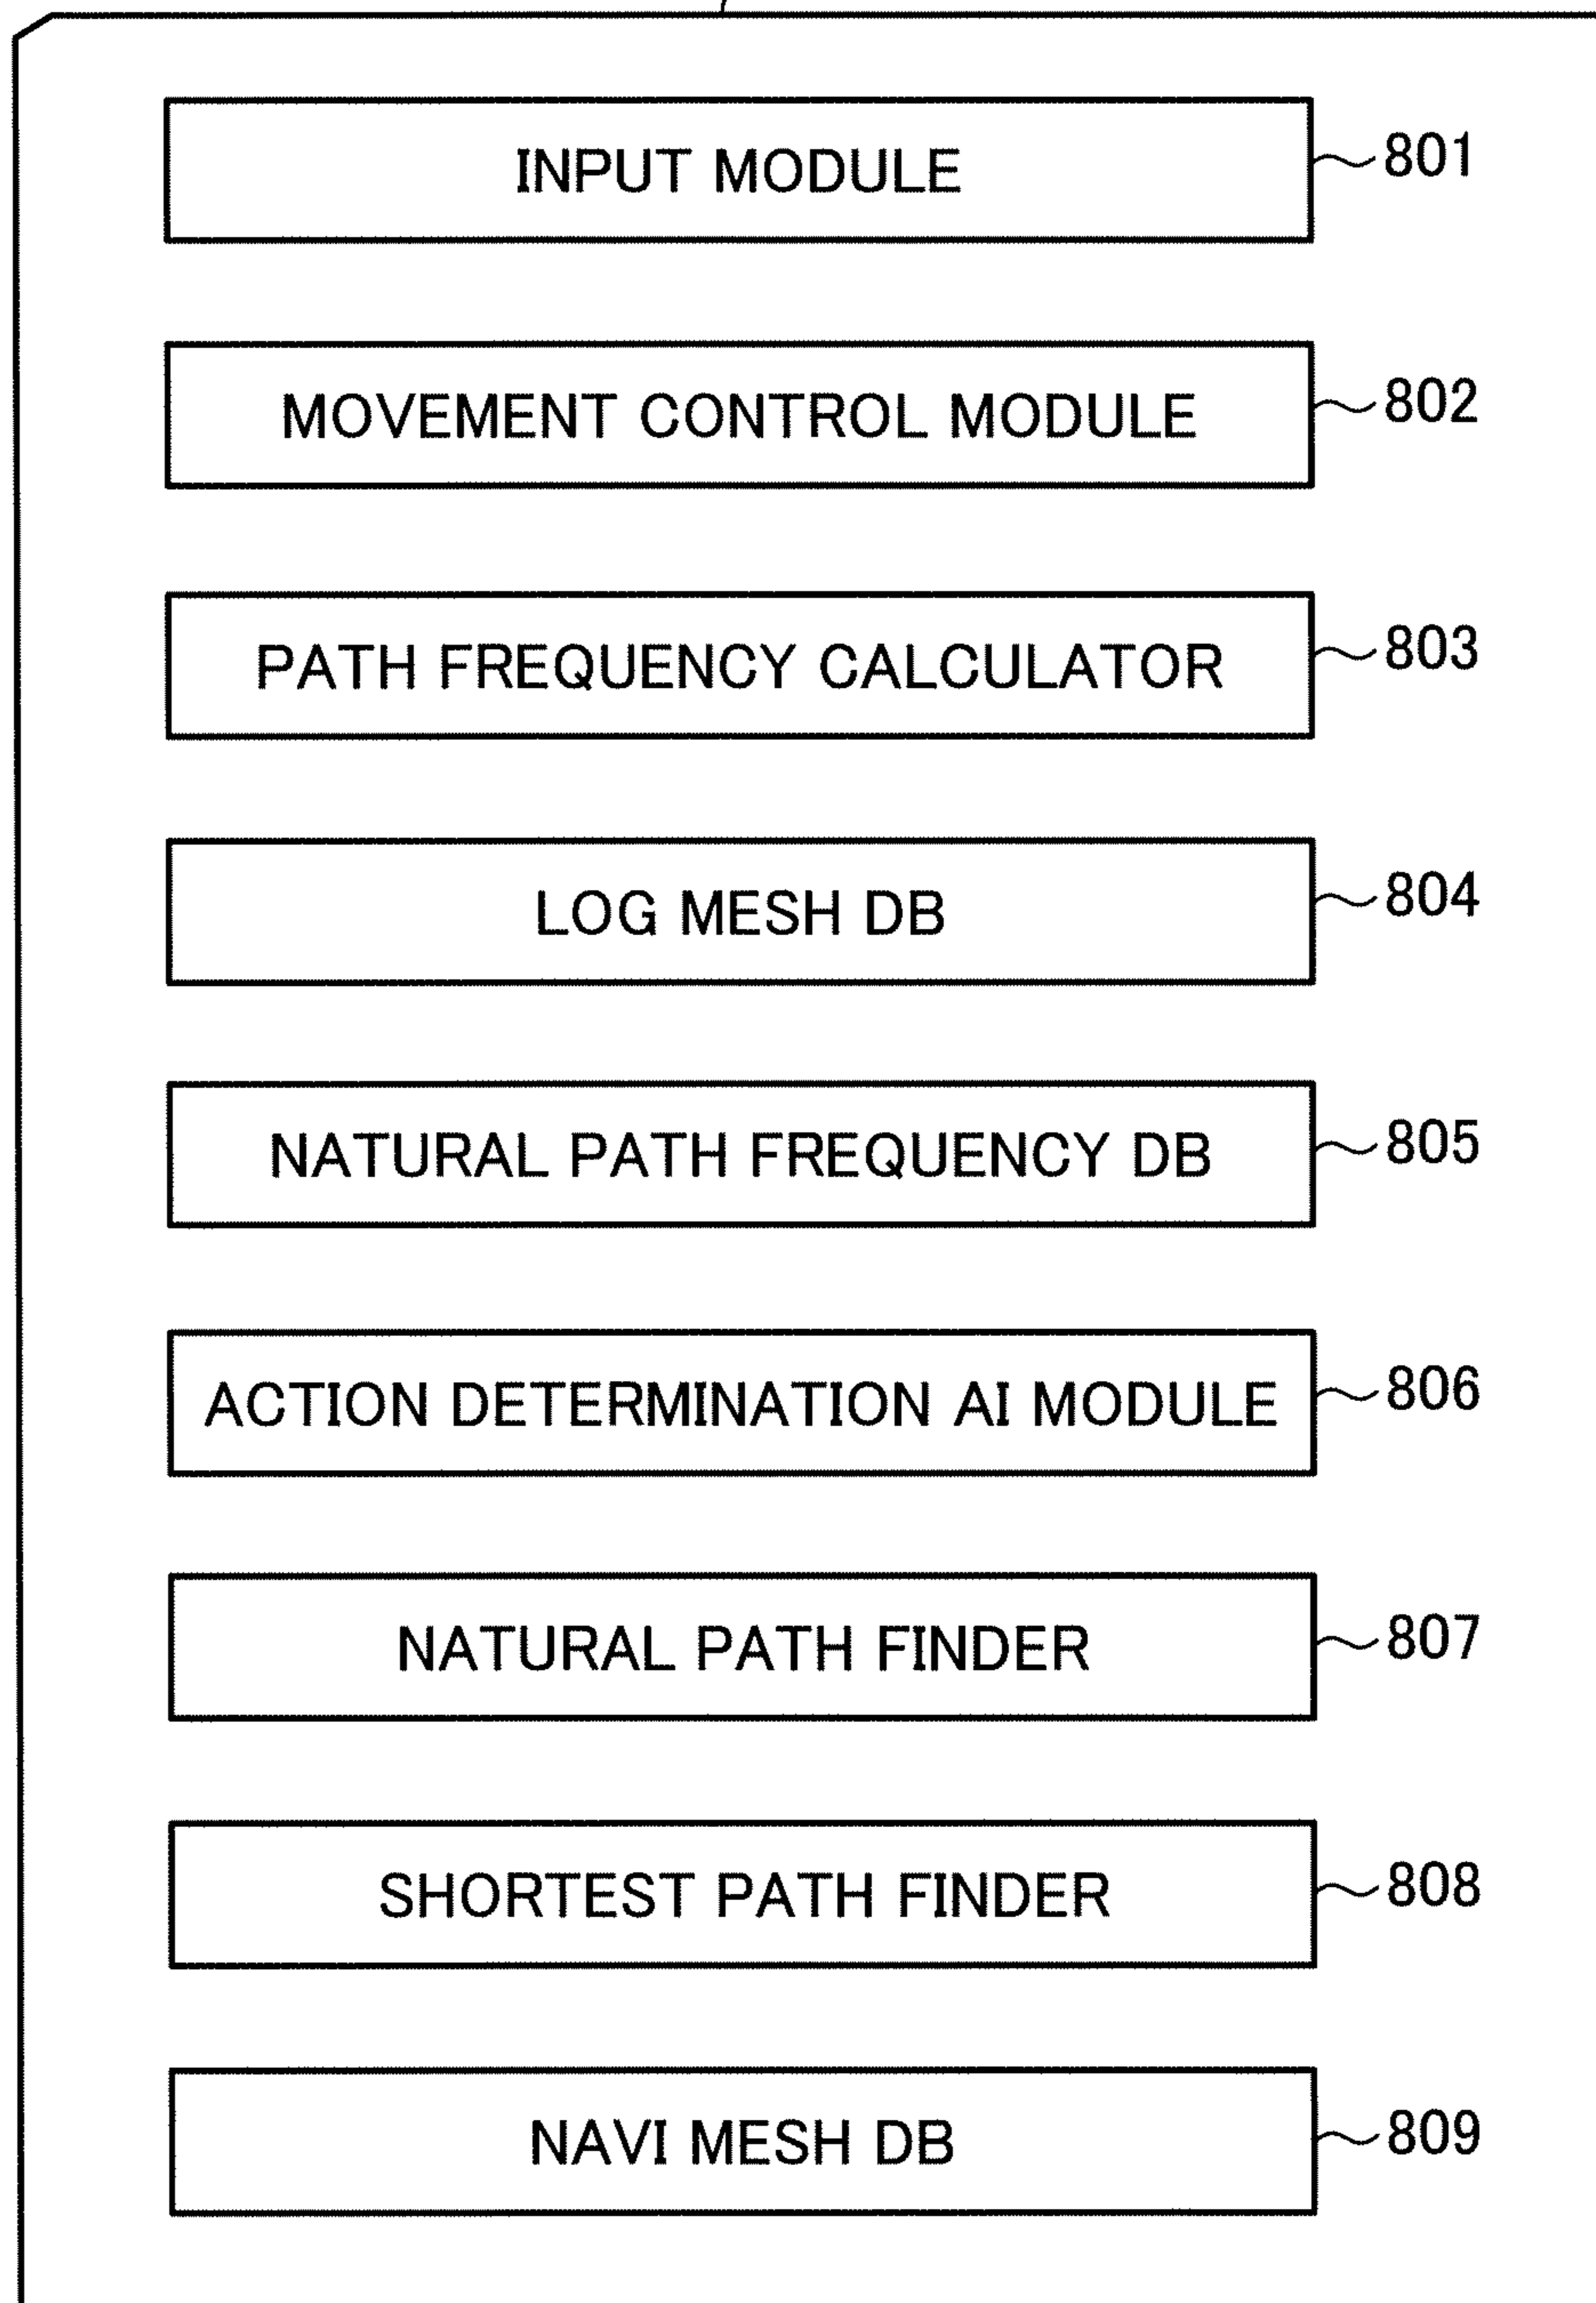 INPUT MODULE 801
MOVEMENT CONTROL MODULE 802
PATH FREQUENCY CALCULATOR 803
LOG MESH DB 804
NATURAL PATH FREQUENCY DB 805
ACTION DETERMINATION AI MODULE 806
NATURAL PATH FINDER 807
SHORTEST PATH FINDER 808
NAVI MESH DB 809